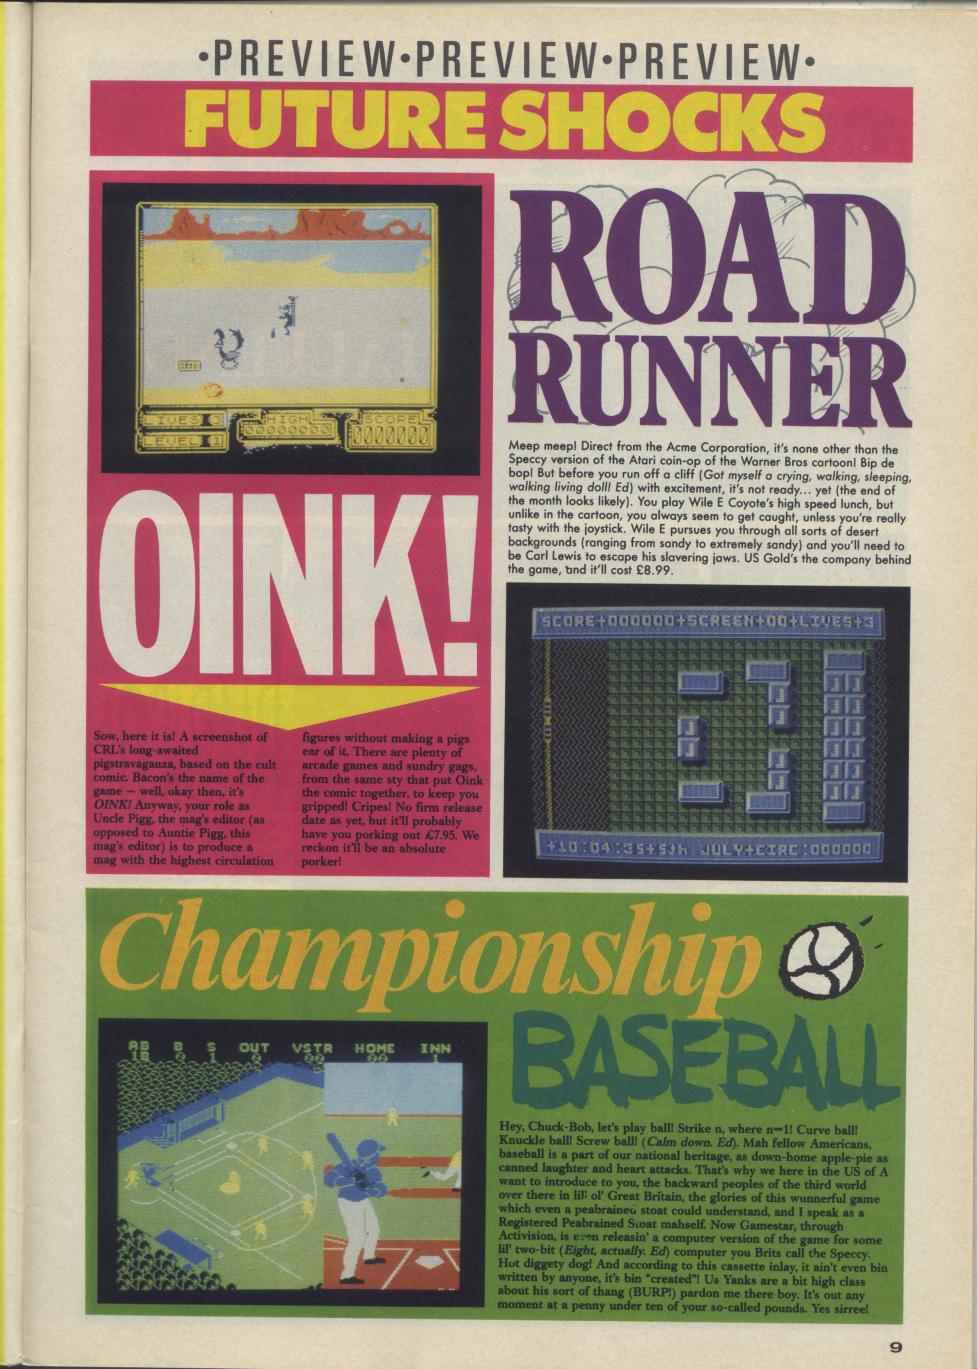 •PREVIEW•PREVIEW•PREVIEW•
FUTURE SHOCKS
LIVES 3
HIGH
0000000
SCORE
0000000
LEVEL 1
OINK!
Sow, here it is! A screenshot of
CRL's long-awaited
pigstravaganza, based on the cult
comic. Bacon's the name of the
game — well, okay then, it's
OINK! Anyway, your role as
Uncle Pigg, the mag's editor (as
opposed to Auntie Pigg, this
mag's editor) is to produce a
mag with the highest circulation
figures without making a pigs
ear of it. There are plenty of
arcade games and sundry gags,
from the same sty that put Oink
the comic together, to keep you
gripped! Cripes! No firm release
date as yet, but it'll probably
have you porking out £7.95. We
reckon it'll be an absolute
porker!
ROAD
RUNNER
Meep meep! Direct from the Acme Corporation, it's none other than the
Speccy version of the Atari coin-op of the Warner Bros cartoon! Bip de
bop! But before you run off a cliff (Got myself a crying, walking, sleeping,
walking living doll! Ed) with excitement, it's not ready... yet (the end of
the month looks likely). You play Wile E Coyote's high speed lunch, but
unlike in the cartoon, you always seem to get caught, unless you're really
tasty with the joystick. Wile E pursues you through all sorts of desert
backgrounds (ranging from sandy to extremely sandy) and you'll need to
be Carl Lewis to escape his slavering jaws. US Gold's the company behind
the game, and it'll cost £8.99.
SCORE+000000+SCREEN+00+LIVES+3
+10:04:35+5th JULY+CIRC:000000
Championship
BASEBALL
AB B S OUT VSTR HOME INN
1B 0 1 0 00 00 1
Hey, Chuck-Bob, let's play ball! Strike n, where n=1! Curve ball!
Knuckle ball! Screw ball! (Calm down. Ed). Mah fellow Americans,
baseball is a part of our national heritage, as down-home apple-pie as
canned laughter and heart attacks. That's why we here in the US of A
want to introduce to you, the backward peoples of the third world
over there in lil' ol' Great Britain, the glories of this wunnerful game
which even a peabrained stoat could understand, and I speak as a
Registered Peabrained Stoat mahself. Now Gamestar, through
Activision, is even releasin' a computer version of the game for some
lil' two-bit (Eight, actually. Ed) computer you Brits call the Speccy.
Hot diggety dog! And according to this cassette inlay, it ain't even bin
written by anyone, it's bin "created"! Us Yanks are a bit high class
about his sort of thang (BURP!) pardon me there boy. It's out any
moment at a penny under ten of your so-called pounds. Yes sirree!
9